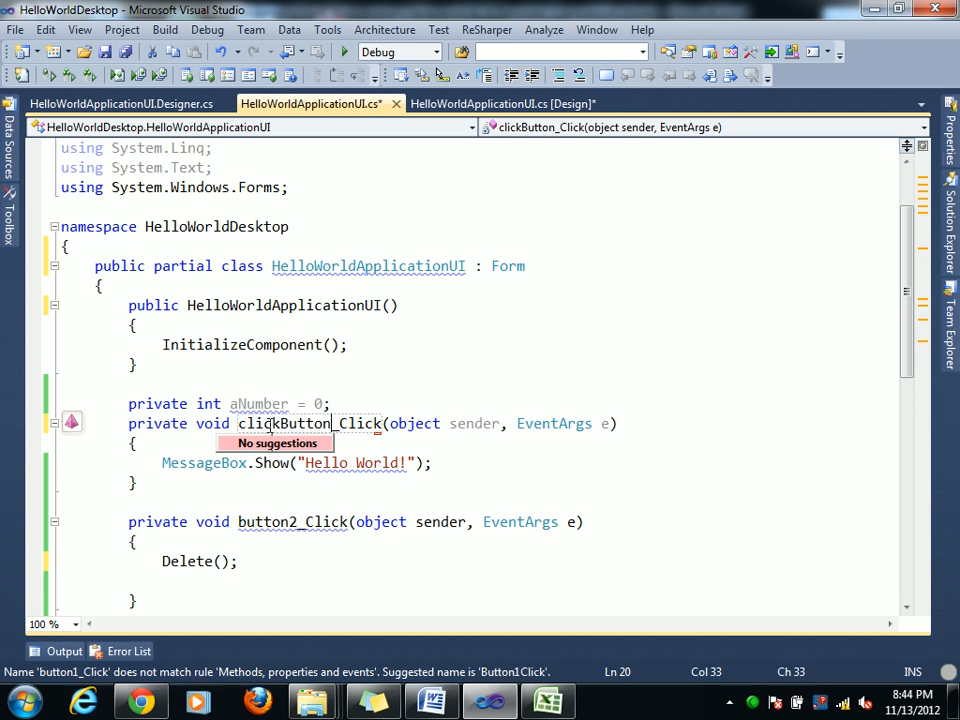 HelloWorldDesktop - Microsoft Visual Studio
File Edit View Project Build Debug Team Data Tools Architecture Test ReSharper Analyze Window Help
Debug
HelloWorldApplicationUI.Designer.cs HelloWorldApplicationUI.cs* HelloWorldApplicationUI.cs [Design]*
HelloWorldDesktop.HelloWorldApplicationUI clickButton_Click(object sender, EventArgs e)
Data Sources
Toolbox
Properties
Solution Explorer
Team Explorer
using System.Linq;
using System.Text;
using System.Windows.Forms;
namespace HelloWorldDesktop
{
public partial class HelloWorldApplicationUI : Form
{
public HelloWorldApplicationUI()
{
InitializeComponent();
}
private int aNumber = 0;
private void clickButton_Click(object sender, EventArgs e)
No suggestions
{
MessageBox.Show("Hello World!");
}
private void button2_Click(object sender, EventArgs e)
{
Delete();
}
100 %
Output Error List
Name 'button1_Click' does not match rule 'Methods, properties and events'. Suggested name is 'Button1Click'. Ln 20 Col 33 Ch 33 INS
8:44 PM
11/13/2012